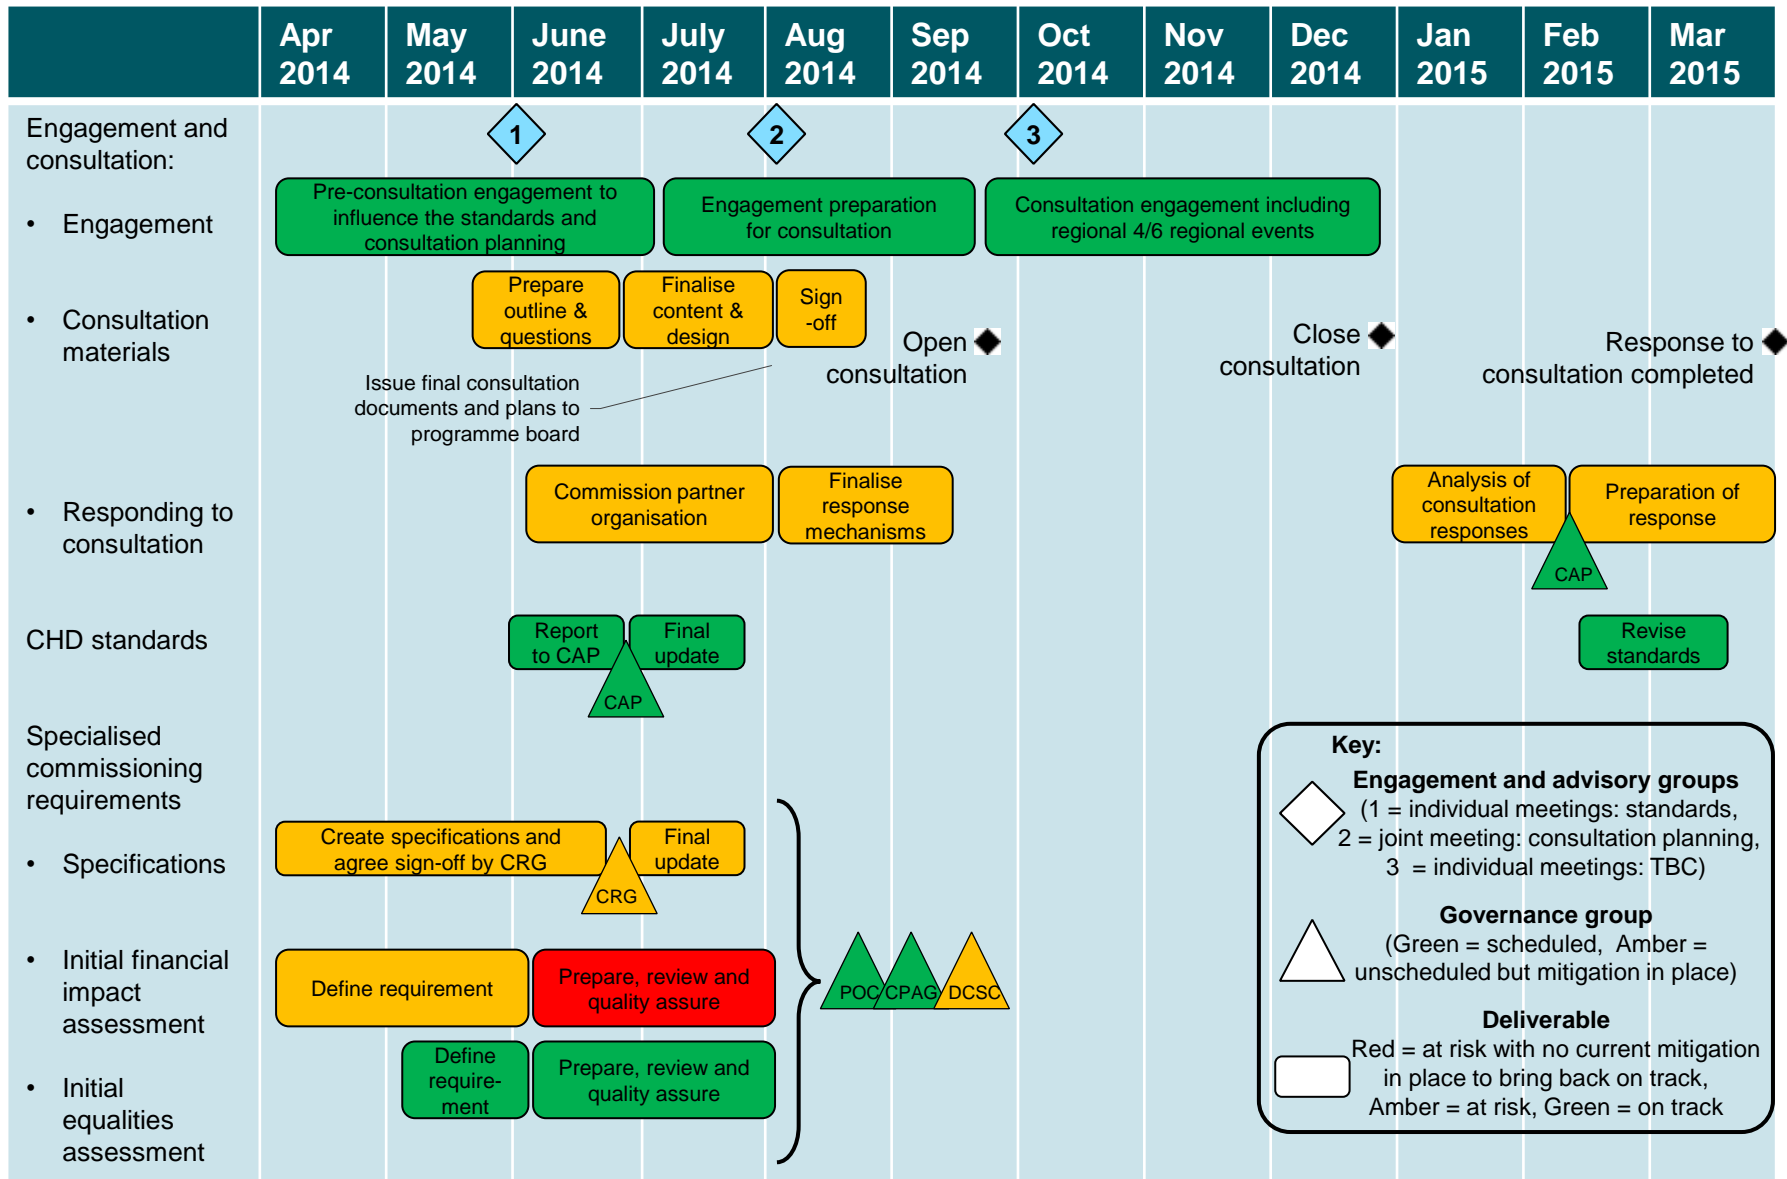 Apr 2014
May 2014
June 2014
July 2014
Aug 2014
Sep 2014
Oct 2014
Nov 2014
Dec 2014
Jan 2015
Feb 2015
Mar 2015
Engagement and
consultation:
1
2
3
• Engagement
Pre-consultation engagement to
influence the standards and
consultation planning
Engagement preparation
for consultation
Consultation engagement including
regional 4/6 regional events
• Consultation
materials
Prepare
outline &
questions
Finalise
content &
design
Sign
-off
Issue final consultation
documents and plans to
programme board
Open
consultation
Close
consultation
Response to
consultation completed
• Responding to
consultation
Commission partner
organisation
Finalise
response
mechanisms
Analysis of
consultation
responses
Preparation of
response
CAP
CHD standards
Report
to CAP
Final
update
CAP
Revise
standards
Specialised
commissioning
requirements
• Specifications
Create specifications and
agree sign-off by CRG
Final
update
CRG
• Initial financial
impact
assessment
Define requirement
Prepare, review and
quality assure
POC
CPAG
DCSC
• Initial
equalities
assessment
Define
require-
ment
Prepare, review and
quality assure
Key:
Engagement and advisory groups
(1 = individual meetings: standards,
2 = joint meeting: consultation planning,
3 = individual meetings: TBC)
Governance group
(Green = scheduled, Amber =
unscheduled but mitigation in place)
Deliverable
Red = at risk with no current mitigation
in place to bring back on track,
Amber = at risk, Green = on track